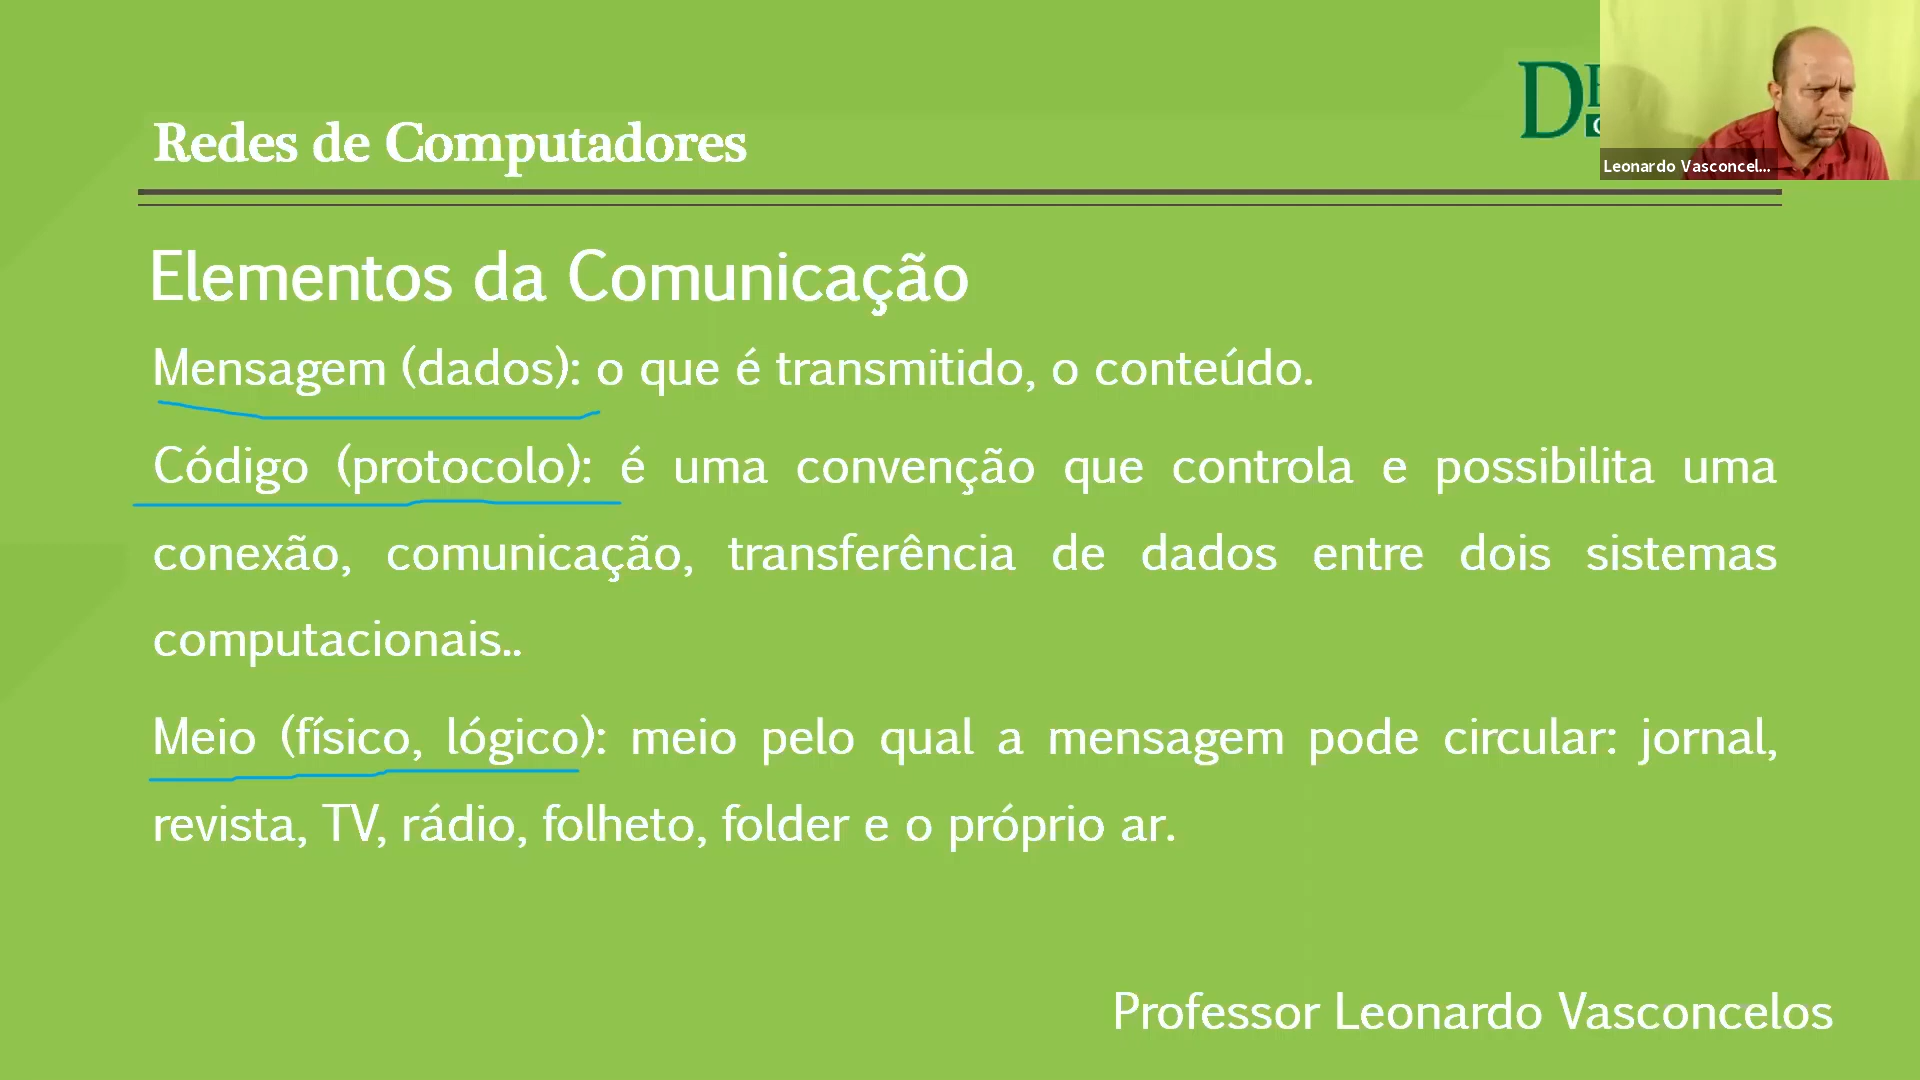 Redes de Computadores
Leonardo Vasconcel...
Elementos da Comunicação
Mensagem (dados): o que é transmitido, o conteúdo.
Código (protocolo): é uma convenção que controla e possibilita uma
conexão, comunicação, transferência de dados entre dois sistemas
computacionais..
Meio (físico, lógico): meio pelo qual a mensagem pode circular: jornal,
revista, TV, rádio, folheto, folder e o próprio ar.
Professor Leonardo Vasconcelos